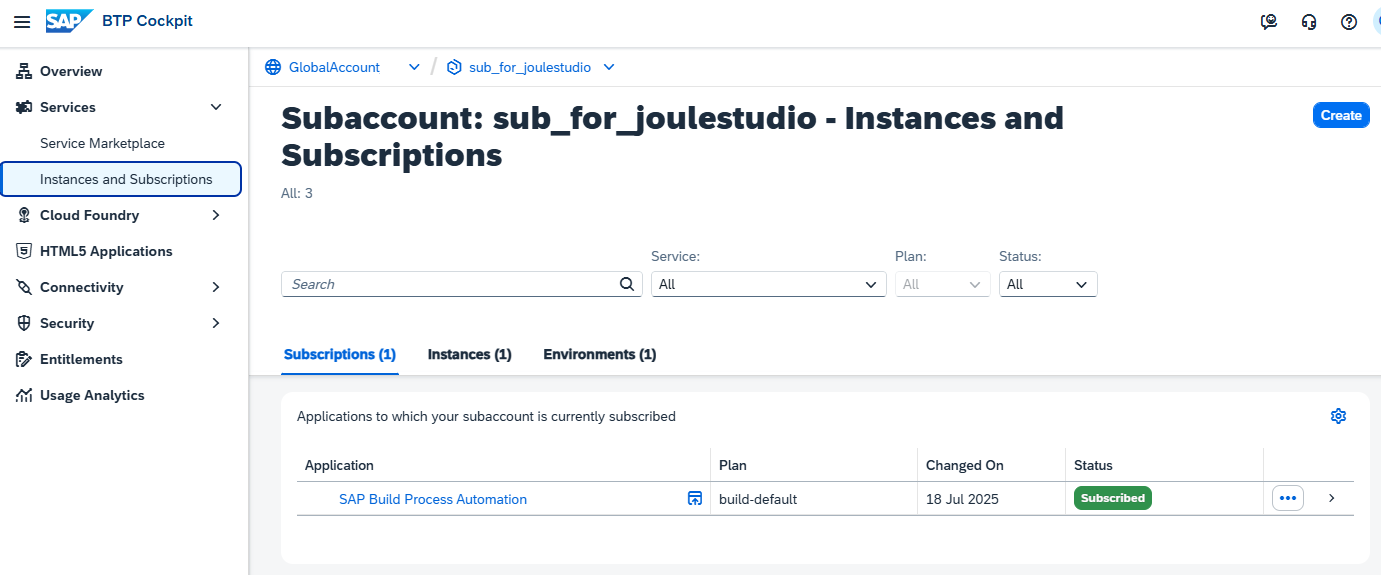 SAP BTP Cockpit
Overview
Services
Service Marketplace
Instances and Subscriptions
Cloud Foundry
HTML5 Applications
Connectivity
Security
Entitlements
Usage Analytics
GlobalAccount / sub_for_joulestudio
Subaccount: sub_for_joulestudio - Instances and
Subscriptions
Create
All: 3
Service: Plan: Status:
Search All All All
Subscriptions (1) Instances (1) Environments (1)
Applications to which your subaccount is currently subscribed
Application Plan Changed On Status
SAP Build Process Automation build-default 18 Jul 2025 Subscribed